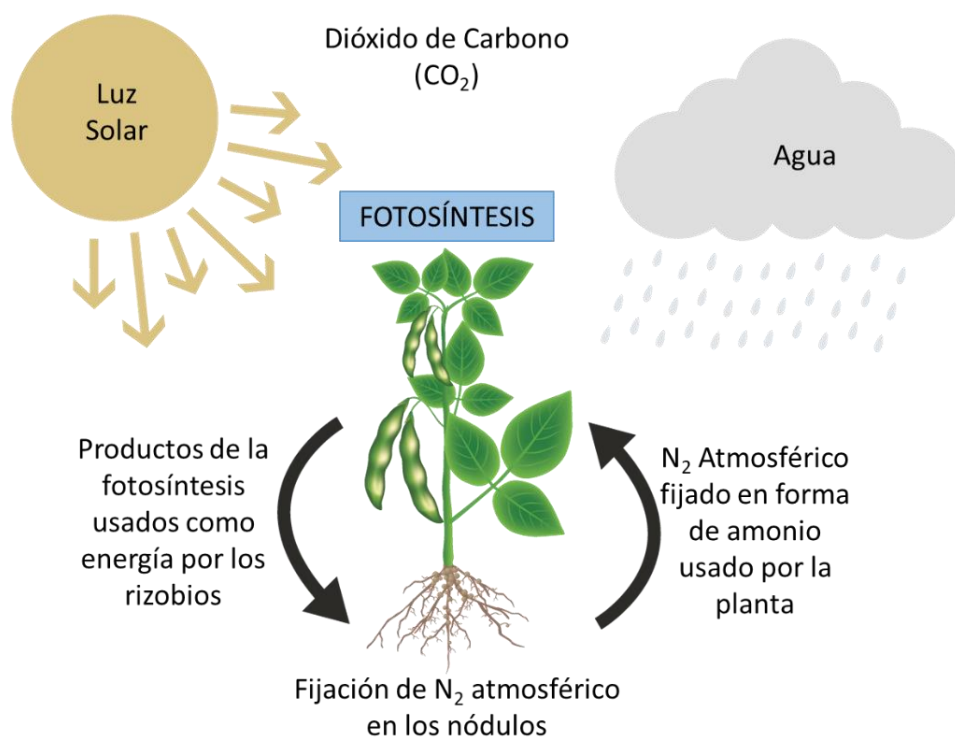 Dióxido de Carbono
(CO₂)
Luz
Solar
Agua
FOTOSÍNTESIS
Productos de la
fotosíntesis
usados como
energía por los
rizobios
N₂ Atmosférico
fijado en forma
de amonio
usado por la
planta
Fijación de N₂ atmosférico
en los nódulos